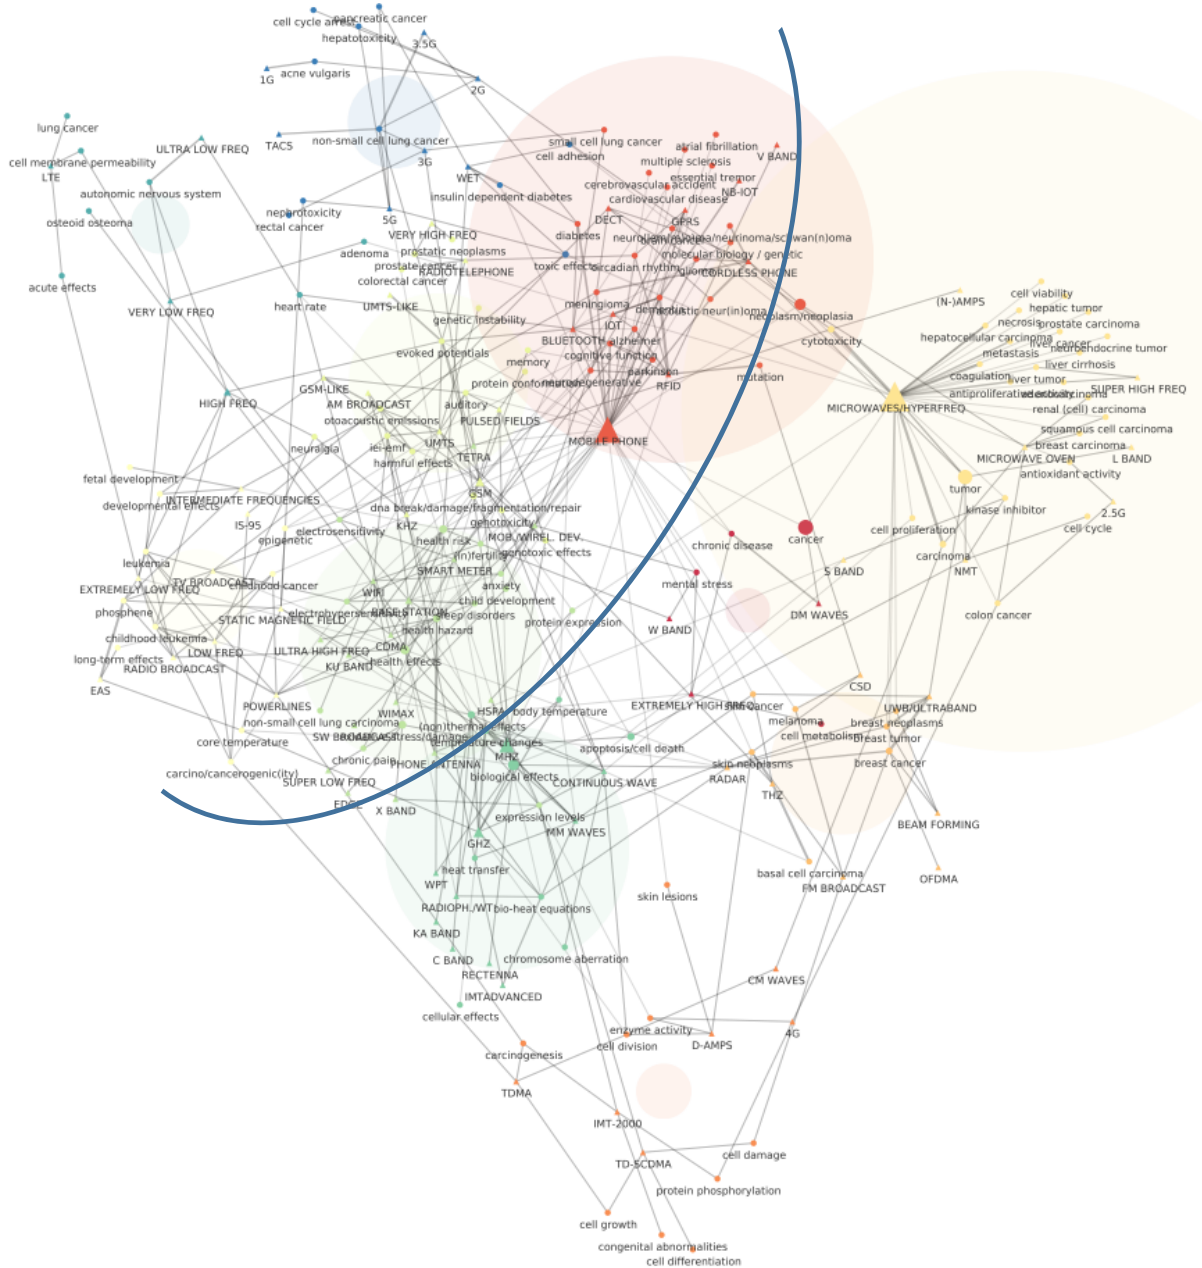 pancreatic cancer
cell cycle arrest
hepatotoxicity
3.5G
1G
acne vulgaris
2G
lung cancer
TACS
non-small cell lung cancer
small cell lung cancer
atrial fibrillation
V BAND
ULTRA LOW FREQ
cell adhesion
cell membrane permeability
3G
multiple sclerosis
LTE
WET
essential tremor
autonomic nervous system
insulin dependent diabetes
cerebrovascular accident
NB-IOT
cardiovascular disease
osteoid osteoma
nephrotoxicity
rectal cancer
5G
DECT
GPRS
VERY HIGH FREQ
diabetes
brain cancer
adenoma
prostatic neoplasms
molecular biology / genetic
prostate cancer
toxic effects
circadian rhythm
glioma
CORDLESS PHONE
RADIOTELEPHONE
colorectal cancer
acute effects
heart rate
UMTS-LIKE
meningioma
(N-)AMPS
cell viability
VERY LOW FREQ
genetic instability
neoplasm/neoplasia
hepatic tumor
IOT
necrosis
prostate carcinoma
BLUETOOTH
alzheimer
cytotoxicity
hepatocellular carcinoma
liver cancer
evoked potentials
cognitive function
metastasis
neuroendocrine tumor
memory
parkinson
liver cirrhosis
protein conformation
neurodegenerative
RFID
mutation
coagulation
liver tumor
GSM-LIKE
SUPER HIGH FREQ
HIGH FREQ
AM BROADCAST
auditory
MICROWAVES/HYPERFREQ
antiproliferative activity
renal (cell) carcinoma
otoacoustic emissions
PULSED FIELDS
squamous cell carcinoma
neuralgia
iei-emf
UMTS
MOBILE PHONE
breast carcinoma
harmful effects
TETRA
MICROWAVE OVEN
L BAND
fetal development
antioxidant activity
GSM
tumor
INTERMEDIATE FREQUENCIES
developmental effects
dna break/damage/fragmentation/repair
kinase inhibitor
2.5G
IS-95
electrosensitivity
KHZ
genotoxicity
cell proliferation
cell cycle
epigenetic
health risk
MOB./WIREL. DEV.
chronic disease
cancer
(in)fertility
genotoxic effects
carcinoma
leukemia
SMART METER
S BAND
NMT
TV BROADCAST
childhood cancer
EXTREMELY LOW FREQ
WIFI
anxiety
mental stress
child development
phosphene
electrohypersensitivity
BASE STATION
sleep disorders
STATIC MAGNETIC FIELD
protein expression
DM WAVES
colon cancer
childhood leukemia
health hazard
W BAND
LOW FREQ
ULTRA HIGH FREQ
CDMA
long-term effects
RADIO BROADCAST
KU BAND
health effects
EAS
CSD
POWERLINES
WIMAX
HSPA
body temperature
EXTREMELY HIGH FREQ
skin cancer
UWB/ULTRABAND
non-small cell lung carcinoma
(non)thermal effects
melanoma
breast neoplasms
core temperature
SW BROADCAST
temperature changes
apoptosis/cell death
cell metabolism
breast tumor
chronic pain
PHONE ANTENNA
MHZ
skin neoplasms
breast cancer
carcino/cancerogenic(ity)
SUPER LOW FREQ
biological effects
CONTINUOUS WAVE
RADAR
THZ
EDGE
X BAND
expression levels
BEAM FORMING
MM WAVES
GHZ
heat transfer
basal cell carcinoma
WPT
FM BROADCAST
OFDMA
skin lesions
RADIOPH./WT
bio-heat equations
KA BAND
C BAND
chromosome aberration
RECTENNA
CM WAVES
IMTADVANCED
cellular effects
enzyme activity
4G
cell division
D-AMPS
carcinogenesis
TDMA
IMT-2000
TD-SCDMA
cell damage
protein phosphorylation
cell growth
congenital abnormalities
cell differentiation